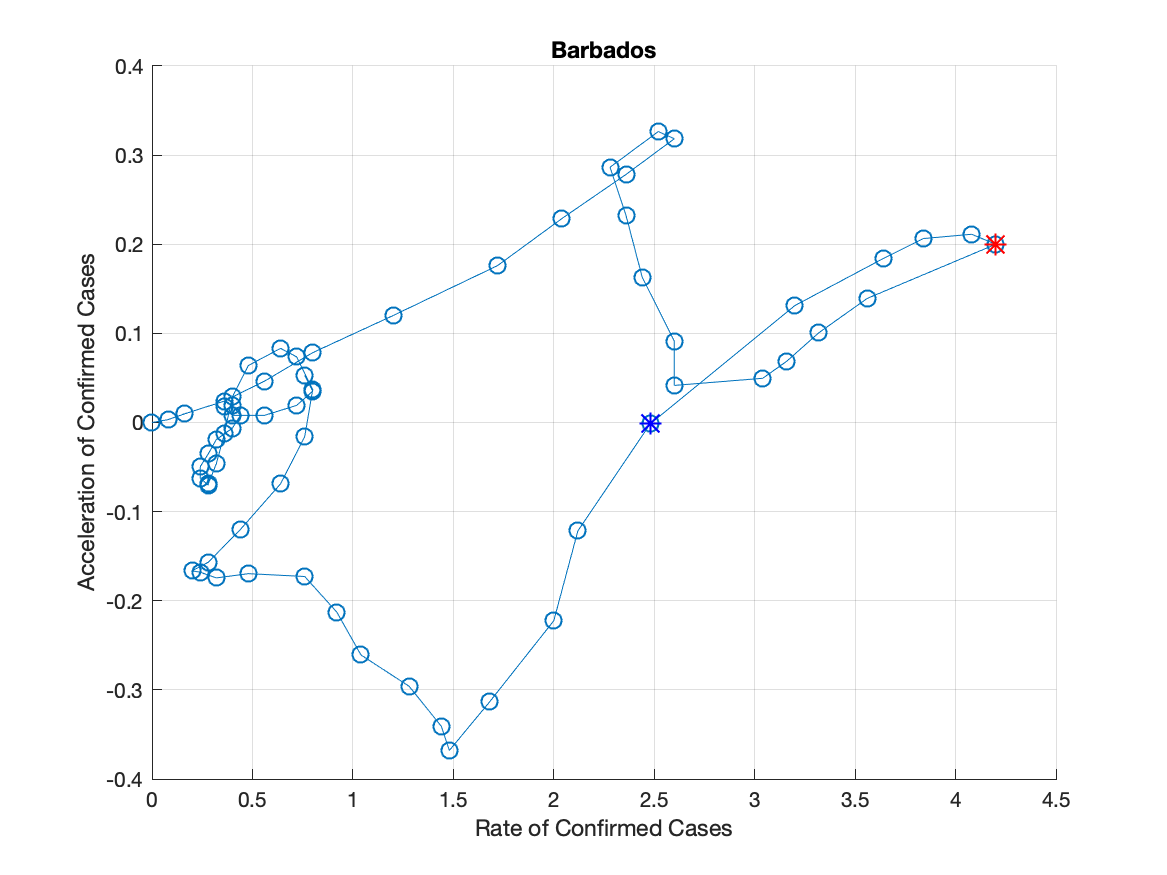 Barbados
0.4
0.3
0.2
0.1
0
-0.1
-0.2
-0.3
-0.4
Acceleration of Confirmed Cases
0 0.5 1 1.5 2 2.5 3 3.5 4 4.5
Rate of Confirmed Cases